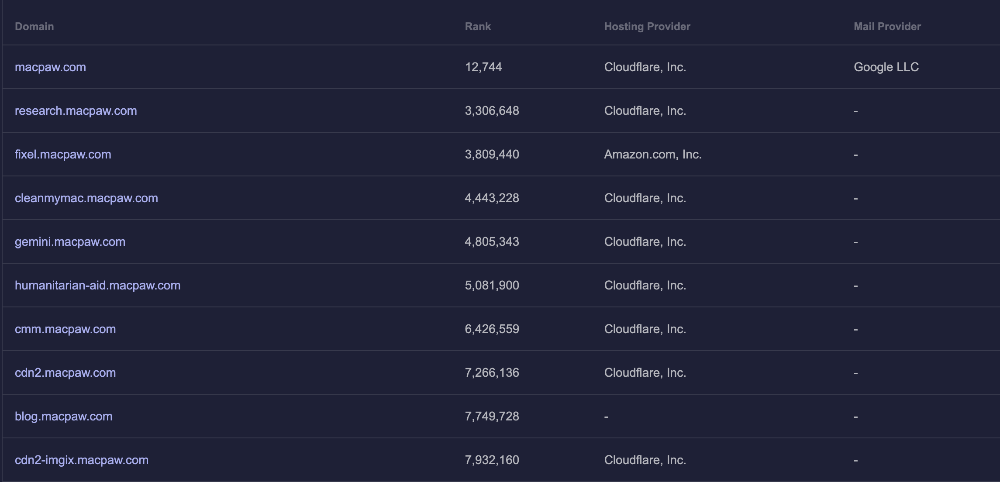 Domain Rank Hosting Provider Mail Provider
macpaw.com 12,744 Cloudflare, Inc. Google LLC
research.macpaw.com 3,306,648 Cloudflare, Inc. -
fixel.macpaw.com 3,809,440 Amazon.com, Inc. -
cleanmymac.macpaw.com 4,443,228 Cloudflare, Inc. -
gemini.macpaw.com 4,805,343 Cloudflare, Inc. -
humanitarian-aid.macpaw.com 5,081,900 Cloudflare, Inc. -
cmm.macpaw.com 6,426,559 Cloudflare, Inc. -
cdn2.macpaw.com 7,266,136 Cloudflare, Inc. -
blog.macpaw.com 7,749,728 - -
cdn2-imgix.macpaw.com 7,932,160 Cloudflare, Inc. -